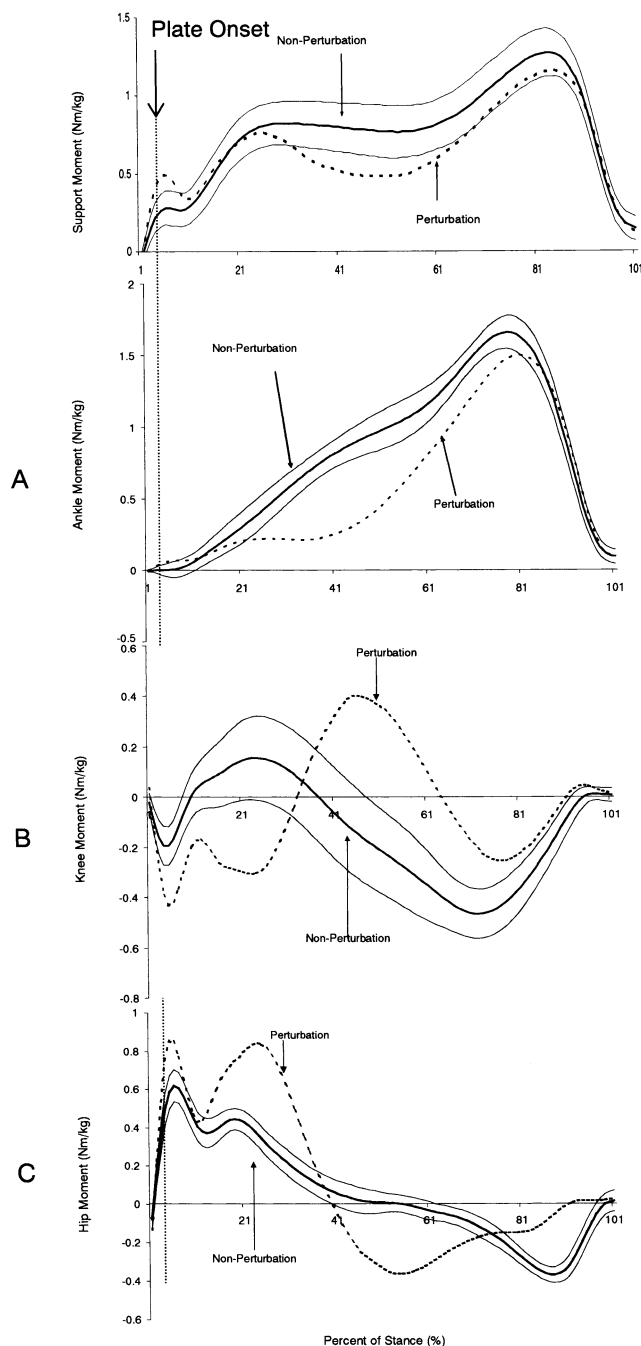 Plate Onset
Support Moment (Nm/kg)
1.5
1
0.5
0
Non-Perturbation
Perturbation
1 21 41 61 81 101
A
Ankle Moment (Nm/kg)
2
1.5
1
0.5
0
-0.5
Non-Perturbation
Perturbation
1 21 41 61 81 101
B
Knee Moment (Nm/kg)
0.6
0.4
0.2
0
-0.2
-0.4
-0.6
-0.8
Perturbation
1 21 41 61 81 101
Non-Perturbation
C
Hip Moment (Nm/kg)
1
0.8
0.6
0.4
0.2
0
-0.2
-0.4
-0.6
Perturbation
21 41 61 81 101
Non-Perturbation
Percent of Stance (%)